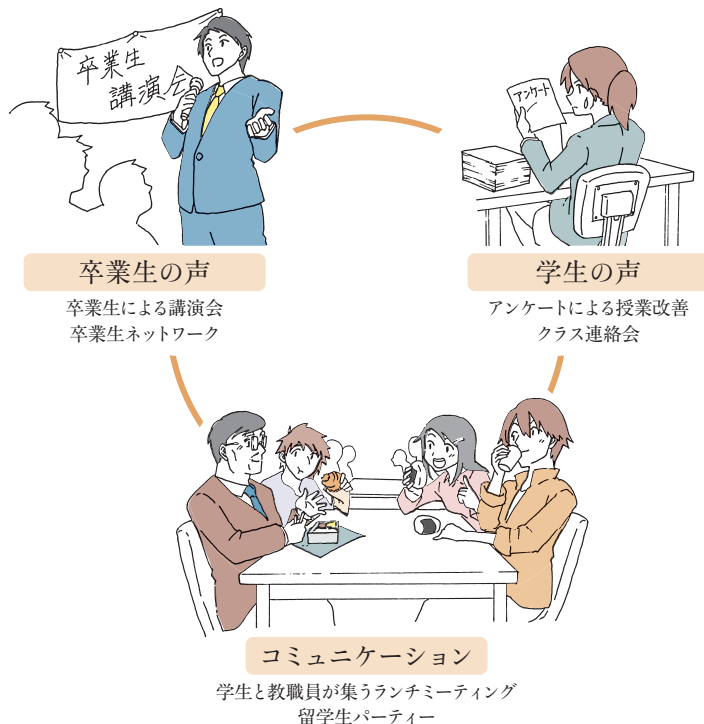 卒業生
講演会
アンケート
卒業生の声
卒業生による講演会
卒業生ネットワーク
学生の声
アンケートによる授業改善
クラス連絡会
コミュニケーション
学生と教職員が集うランチミーティング
留学生パーティー